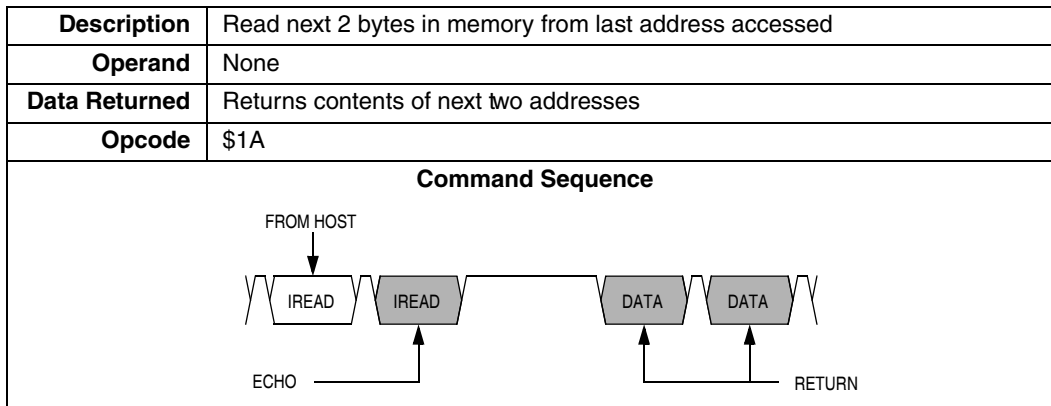 Description Read next 2 bytes in memory from last address accessed
Operand None
Data Returned Returns contents of next two addresses
Opcode $1A
Command Sequence
FROM HOST
IREAD IREAD DATA DATA
ECHO RETURN